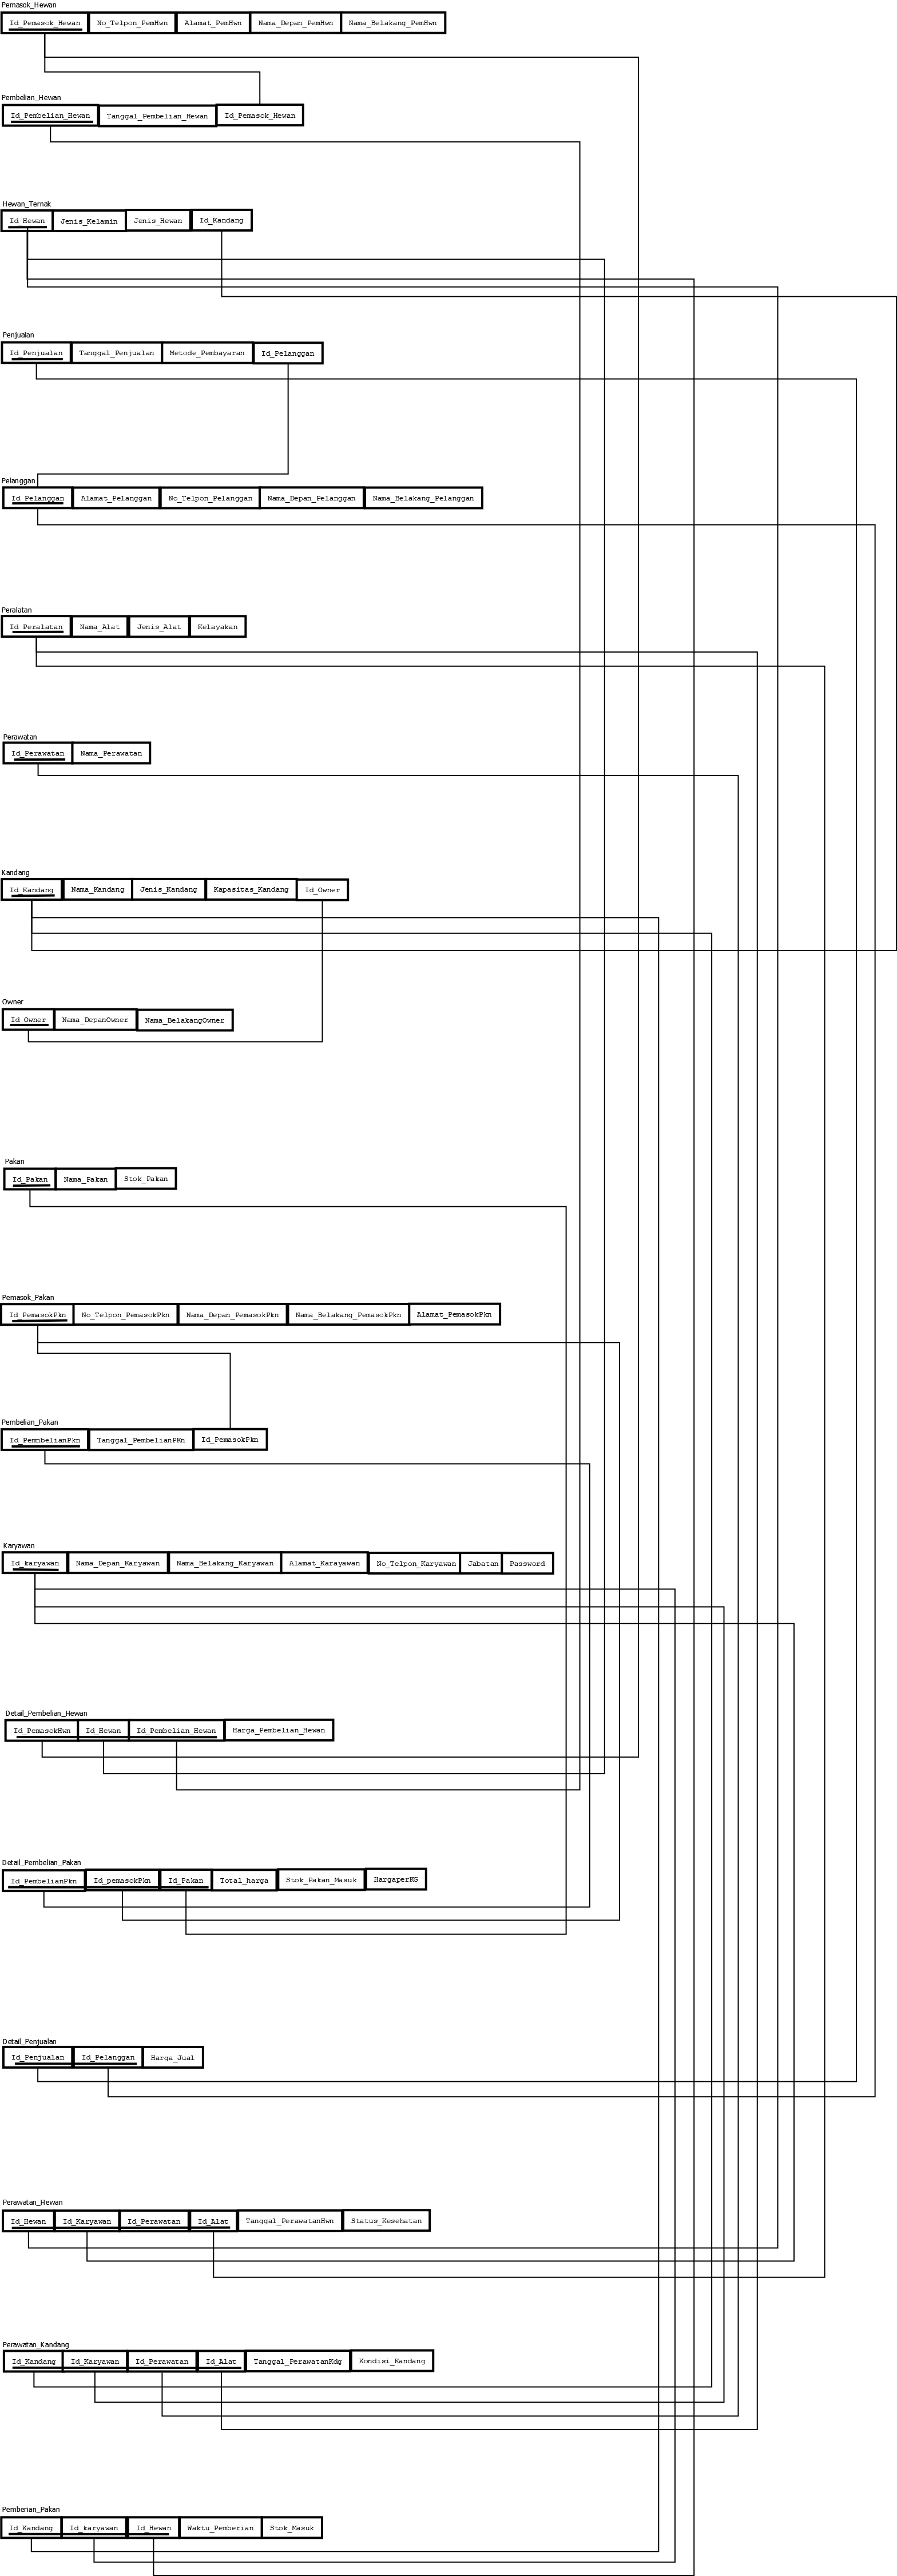 Pemasok_Hewan
Id_Pemasok_Hewan No_Telpon_PemHwn Alamat_PemHwn Nama_Depan_PemHwn Nama_Belakang_PemHwn
Pembelian_Hewan
Id_Pembelian_Hewan Tanggal_Pembelian_Hewan Id_Pemasok_Hewan
Hewan_Ternak
Id_Hewan Jenis_Kelamin Jenis_Hewan Id_Kandang
Penjualan
Id_Penjualan Tanggal_Penjualan Metode_Pembayaran Id_Pelanggan
Pelanggan
Id_Pelanggan Alamat_Pelanggan No_Telpon_Pelanggan Nama_Depan_Pelanggan Nama_Belakang_Pelanggan
Peralatan
Id_Peralatan Nama_Alat Jenis_Alat Kelayakan
Perawatan
Id_Perawatan Nama_Perawatan
Kandang
Id_Kandang Nama_Kandang Jenis_Kandang Kapasitas_Kandang Id_Owner
Owner
Id_Owner Nama_DepanOwner Nama_BelakangOwner
Pakan
Id_Pakan Nama_Pakan Stok_Pakan
Pemasok_Pakan
Id_PemasokPkn No_Telpon_PemasokPkn Nama_Depan_PemasokPkn Nama_Belakang_PemasokPkn Alamat_PemasokPkn
Pembelian_Pakan
Id_PemnbelianPkn Tanggal_PembelianPKn Id_PemasokPkn
Karyawan
Id_karyawan Nama_Depan_Karyawan Nama_Belakang_Karyawan Alamat_Karayawan No_Telpon_Karyawan Jabatan Password
Detail_Pembelian_Hewan
Id_PemasokHwn Id_Hewan Id_Pembelian_Hewan Harga_Pembelian_Hewan
Detail_Pembelian_Pakan
Id_PembelianPkn Id_pemasokPkn Id_Pakan Total_harga Stok_Pakan_Masuk HargaperKG
Detail_Penjualan
Id_Penjualan Id_Pelanggan Harga_Jual
Perawatan_Hewan
Id_Hewan Id_Karyawan Id_Perawatan Id_Alat Tanggal_PerawatanHwn Status_Kesehatan
Perawatan_Kandang
Id_Kandang Id_Karyawan Id_Perawatan Id_Alat Tanggal_PerawatanKdg Kondisi_Kandang
Pemberian_Pakan
Id_Kandang Id_karyawan Id_Hewan Waktu_Pemberian Stok_Masuk